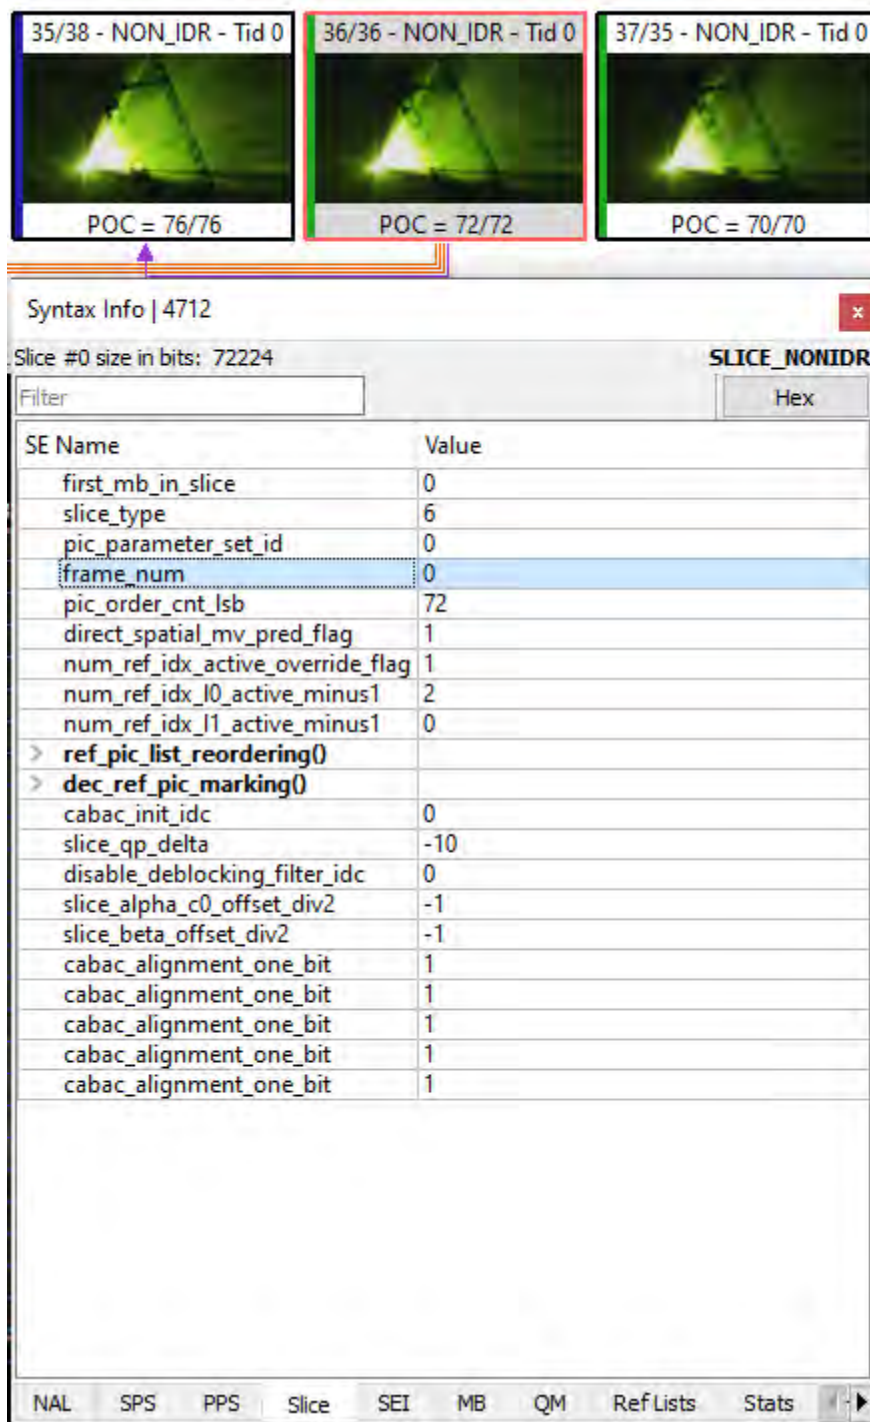 35/38 - NON_IDR - Tid 0 36/36 - NON_IDR - Tid 0 37/35 - NON_IDR - Tid 0
POC = 76/76 POC = 72/72 POC = 70/70
Syntax Info | 4712 x
Slice #0 size in bits: 72224 SLICE_NONIDR
Filter Hex
SE Name Value
first_mb_in_slice 0
slice_type 6
pic_parameter_set_id 0
frame_num 0
pic_order_cnt_lsb 72
direct_spatial_mv_pred_flag 1
num_ref_idx_active_override_flag 1
num_ref_idx_l0_active_minus1 2
num_ref_idx_l1_active_minus1 0
> ref_pic_list_reordering()
> dec_ref_pic_marking()
cabac_init_idc 0
slice_qp_delta -10
disable_deblocking_filter_idc 0
slice_alpha_c0_offset_div2 -1
slice_beta_offset_div2 -1
cabac_alignment_one_bit 1
cabac_alignment_one_bit 1
cabac_alignment_one_bit 1
cabac_alignment_one_bit 1
cabac_alignment_one_bit 1
NAL SPS PPS Slice SEI MB QM Ref Lists Stats